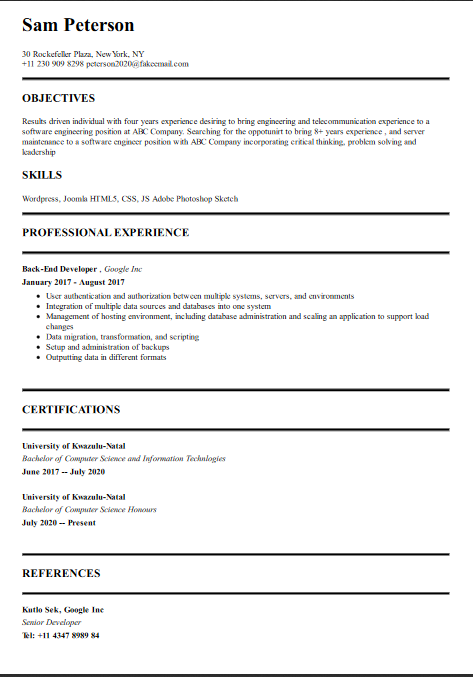 Sam Peterson
30 Rockefeller Plaza, New York, NY
+11 230 909 8298 peterson2020@fakeemail.com
OBJECTIVES
Results driven individual with four years experience desiring to bring engineering and telecommunication experience to a
software engineering position at ABC Company. Searching for the oppotunirt to bring 8+ years experience , and server
maintenance to a software engineer position with ABC Company incorporating critical thinking, problem solving and
leadership
SKILLS
Wordpress, Joomla HTML5, CSS, JS Adobe Photoshop Sketch
PROFESSIONAL EXPERIENCE
Back-End Developer , Google Inc
January 2017 - August 2017
• User authentication and authorization between multiple systems, servers, and environments
• Integration of multiple data sources and databases into one system
• Management of hosting environment, including database administration and scaling an application to support load
changes
• Data migration, transformation, and scripting
• Setup and administration of backups
• Outputting data in different formats
CERTIFICATIONS
University of Kwazulu-Natal
Bachelor of Computer Science and Information Technlogies
June 2017 -- July 2020
University of Kwazulu-Natal
Bachelor of Computer Science Honours
July 2020 -- Present
REFERENCES
Kutlo Sek, Google Inc
Senior Developer
Tel: +11 4347 8989 84